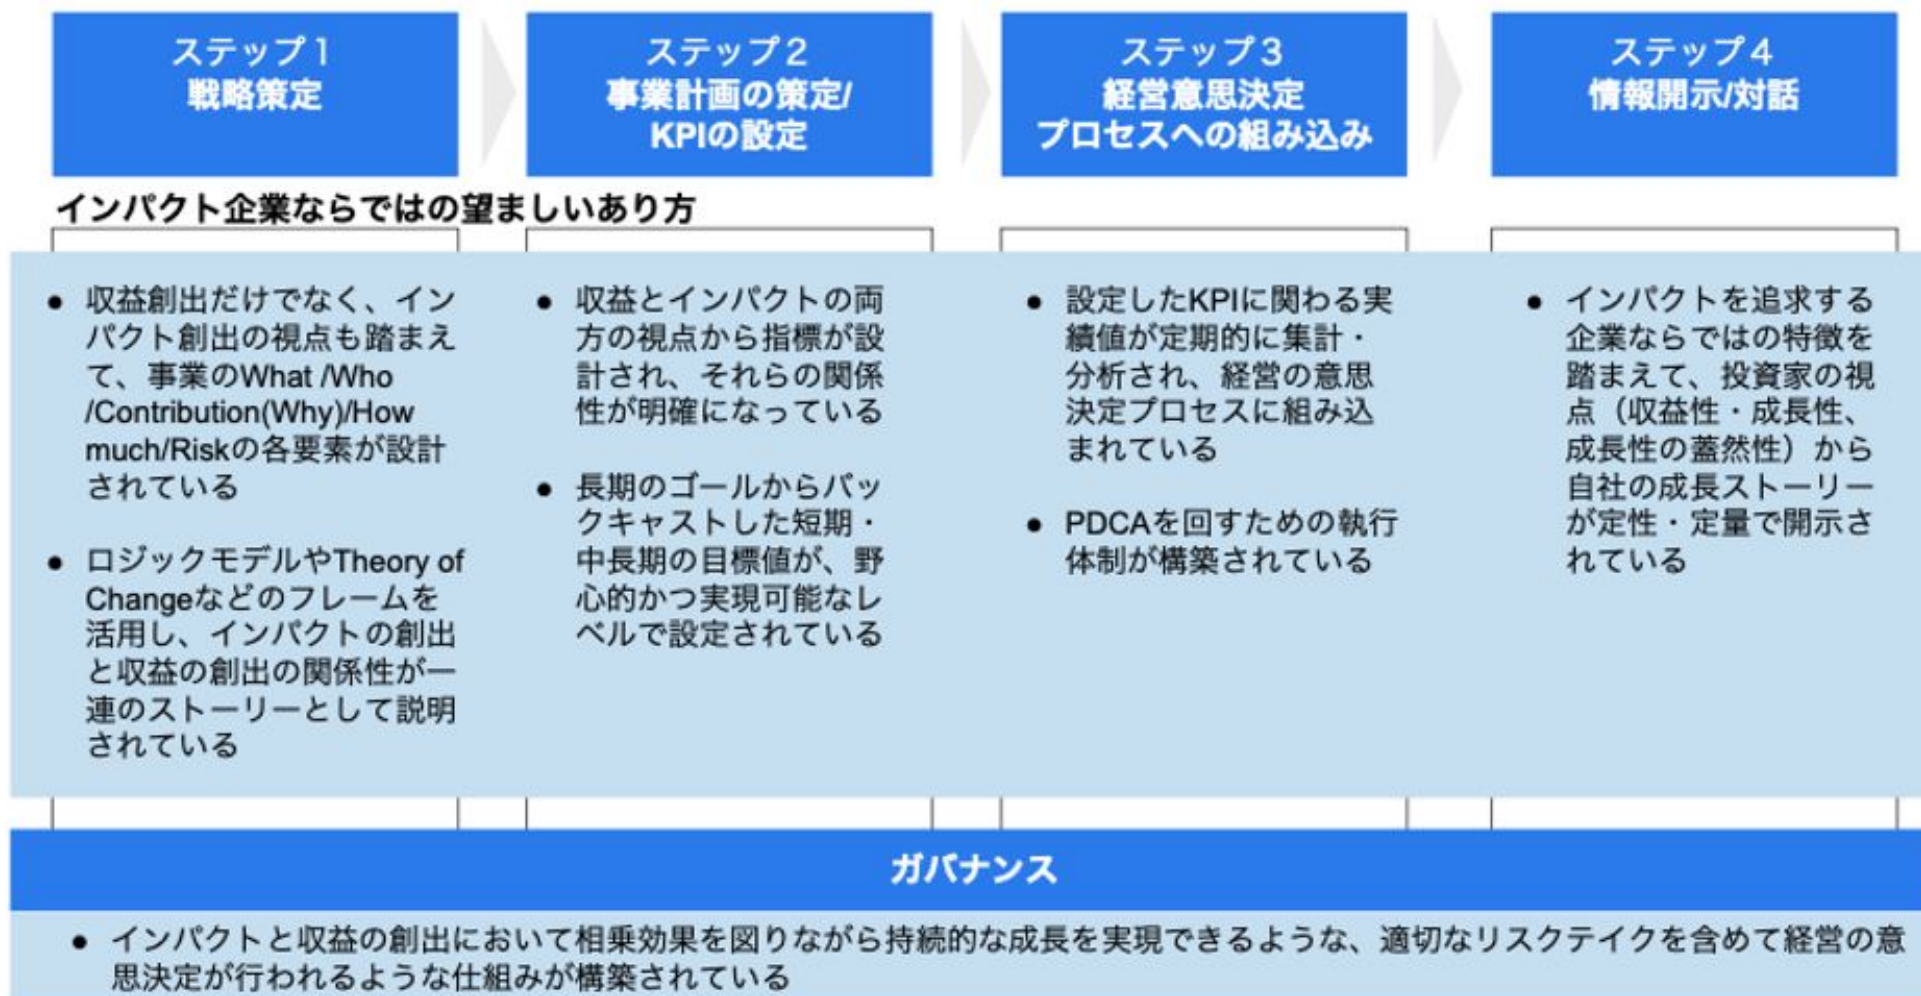 ステップ１
戦略策定
ステップ２
事業計画の策定/
KPIの設定
ステップ３
経営意思決定
プロセスへの組み込み
ステップ４
情報開示/対話
インパクト企業ならではの望ましいあり方
● 収益創出だけでなく、イン
パクト創出の視点も踏まえ
て、事業のWhat /Who
/Contribution(Why)/How
much/Riskの各要素が設計
されている
● ロジックモデルやTheory of
Changeなどのフレームを
活用し、インパクトの創出
と収益の創出の関係性が一
連のストーリーとして説明
されている
● 収益とインパクトの両
方の視点から指標が設
計され、それらの関係
性が明確になっている
● 長期のゴールからバッ
クキャストした短期・
中長期の目標値が、野
心的かつ実現可能なレ
ベルで設定されている
● 設定したKPIに関わる実
績値が定期的に集計・
分析され、経営の意思
決定プロセスに組み込
まれている
● PDCAを回すための執行
体制が構築されている
● インパクトを追求する
企業ならではの特徴を
踏まえて、投資家の視
点（収益性・成長性、
成長性の蓋然性）から
自社の成長ストーリー
が定性・定量で開示さ
れている
ガバナンス
● インパクトと収益の創出において相乗効果を図りながら持続的な成長を実現できるような、適切なリスクテイクを含めて経営の意
思決定が行われるような仕組みが構築されている